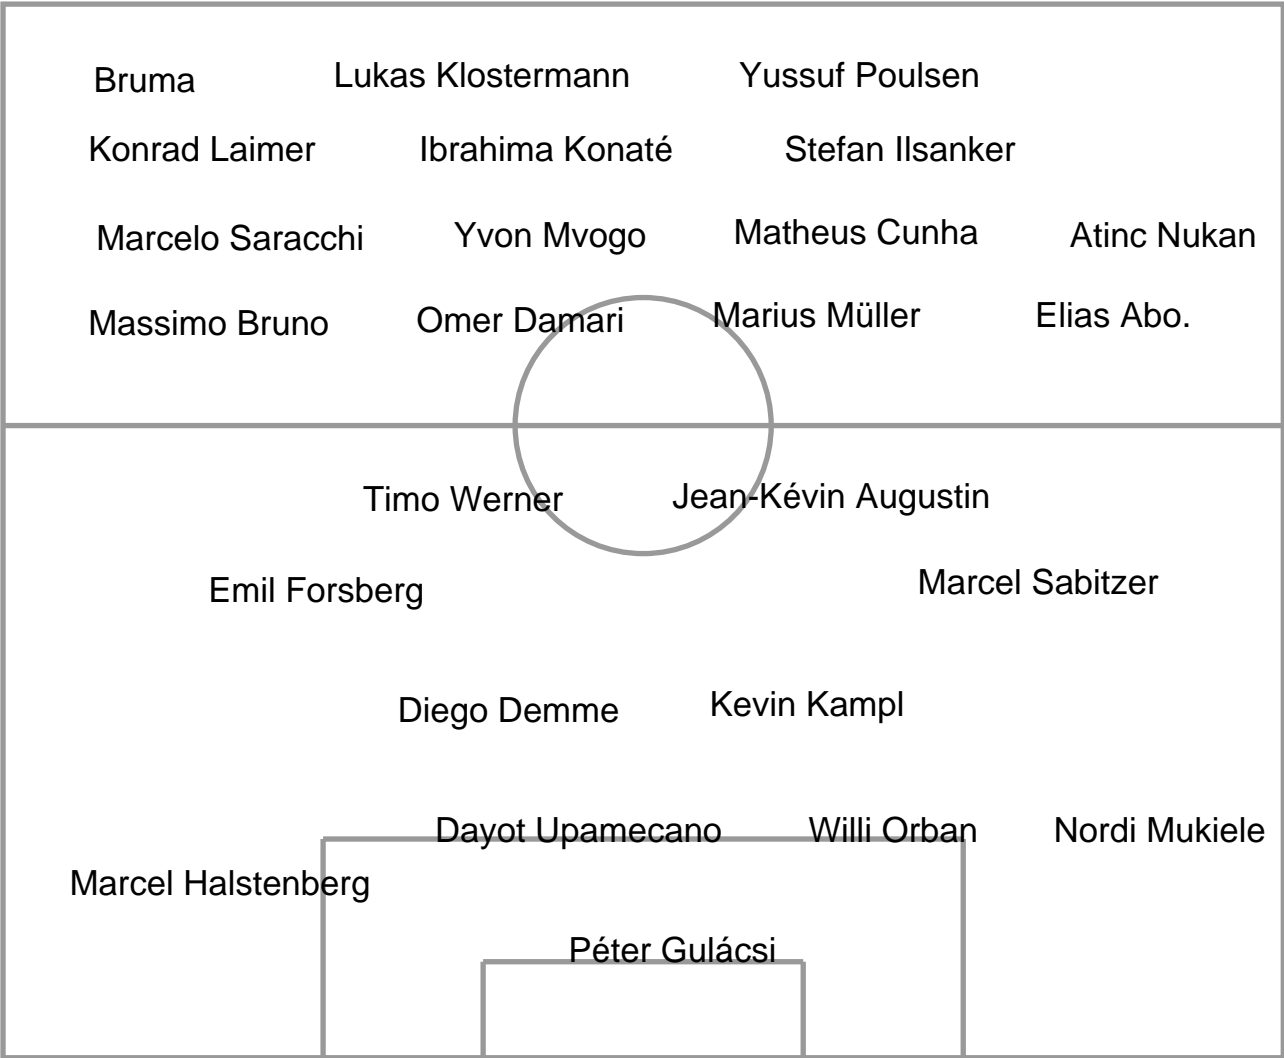 Bruma Lukas Klostermann Yussuf Poulsen
Konrad Laimer Ibrahima Konaté Stefan Ilsanker
Marcelo Saracchi Yvon Mvogo Matheus Cunha Atinc Nukan
Massimo Bruno Omer Damari Marius Müller Elias Abo.
Timo Werner Jean-Kévin Augustin
Emil Forsberg Marcel Sabitzer
Diego Demme Kevin Kampl
Dayot Upamecano Willi Orban Nordi Mukiele
Marcel Halstenberg
Péter Gulácsi